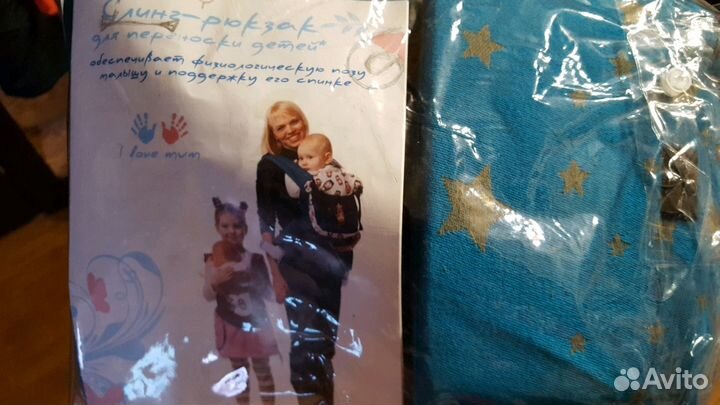 Слинг-рюкзак-
для переноски детей*
обеспечивает физиологическую позу
малышу и поддержку его спинке
I love mum
Avito